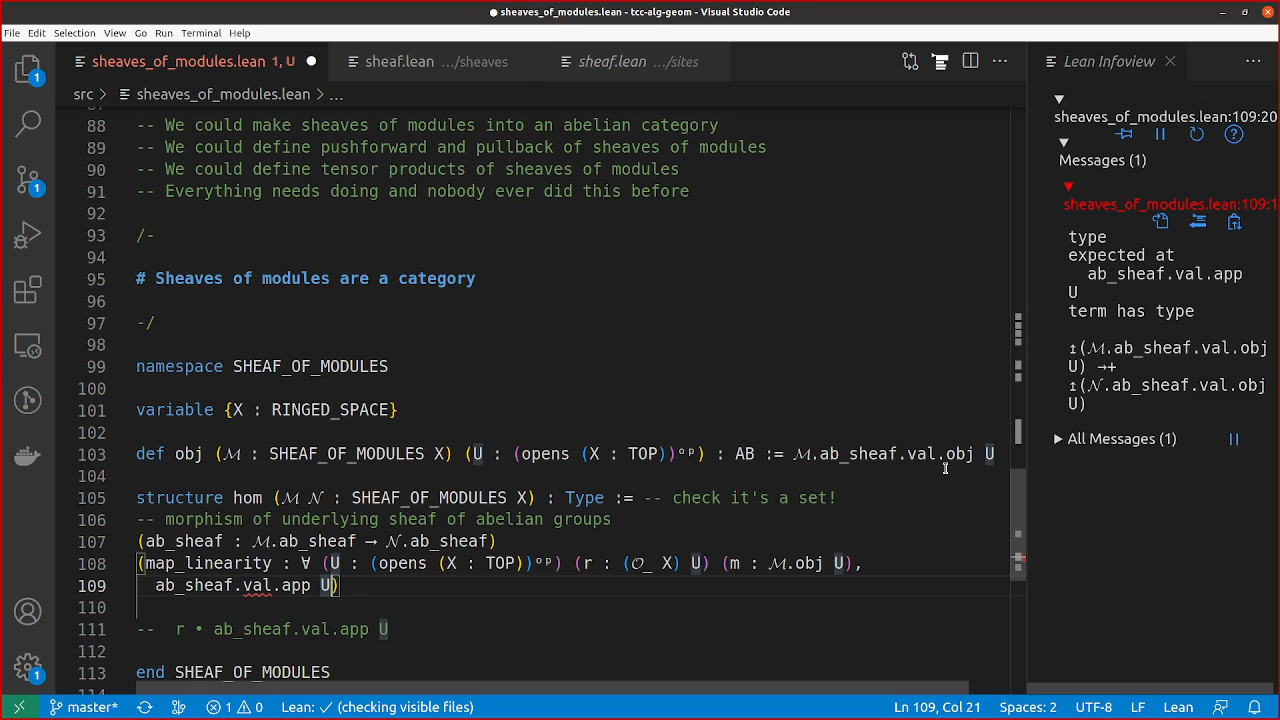 ● sheaves_of_modules.lean - tcc-alg-geom - Visual Studio Code
File Edit Selection View Go Run Terminal Help
sheaves_of_modules.lean 1, U ●
sheaf.lean .../sheaves
sheaf.lean .../sites
Lean Infoview
src > sheaves_of_modules.lean > ...
88 -- We could make sheaves of modules into an abelian category
89 -- We could define pushforward and pullback of sheaves of modules
90 -- We could define tensor products of sheaves of modules
91 -- Everything needs doing and nobody ever did this before
92
93 /-
94
95 # Sheaves of modules are a category
96
97 -/
98
99 namespace SHEAF_OF_MODULES
100
101 variable {X : RINGED_SPACE}
102
103 def obj (ℳ : SHEAF_OF_MODULES X) (U : (opens (X : TOP))ᵒᵖ) : AB := ℳ.ab_sheaf.val.obj U
104
105 structure hom (ℳ 𝒩 : SHEAF_OF_MODULES X) : Type := -- check it's a set!
106 -- morphism of underlying sheaf of abelian groups
107 (ab_sheaf : ℳ.ab_sheaf ⟶ 𝒩.ab_sheaf)
108 (map_linearity : ∀ (U : (opens (X : TOP))ᵒᵖ) (r : (𝒪_ X) U) (m : ℳ.obj U),
109 ab_sheaf.val.app U)
110
111 -- r • ab_sheaf.val.app U
112
113 end SHEAF_OF_MODULES
▼
sheaves_of_modules.lean:109:20
▼
Messages (1)
▼
sheaves_of_modules.lean:109:1
type
expected at
ab_sheaf.val.app
U
term has type
↥(ℳ.ab_sheaf.val.obj
U) →+
↥(𝒩.ab_sheaf.val.obj
U)
▶ All Messages (1)
1
1
1
master* 1 0 Lean: ✓ (checking visible files) Ln 109, Col 21 Spaces: 2 UTF-8 LF Lean